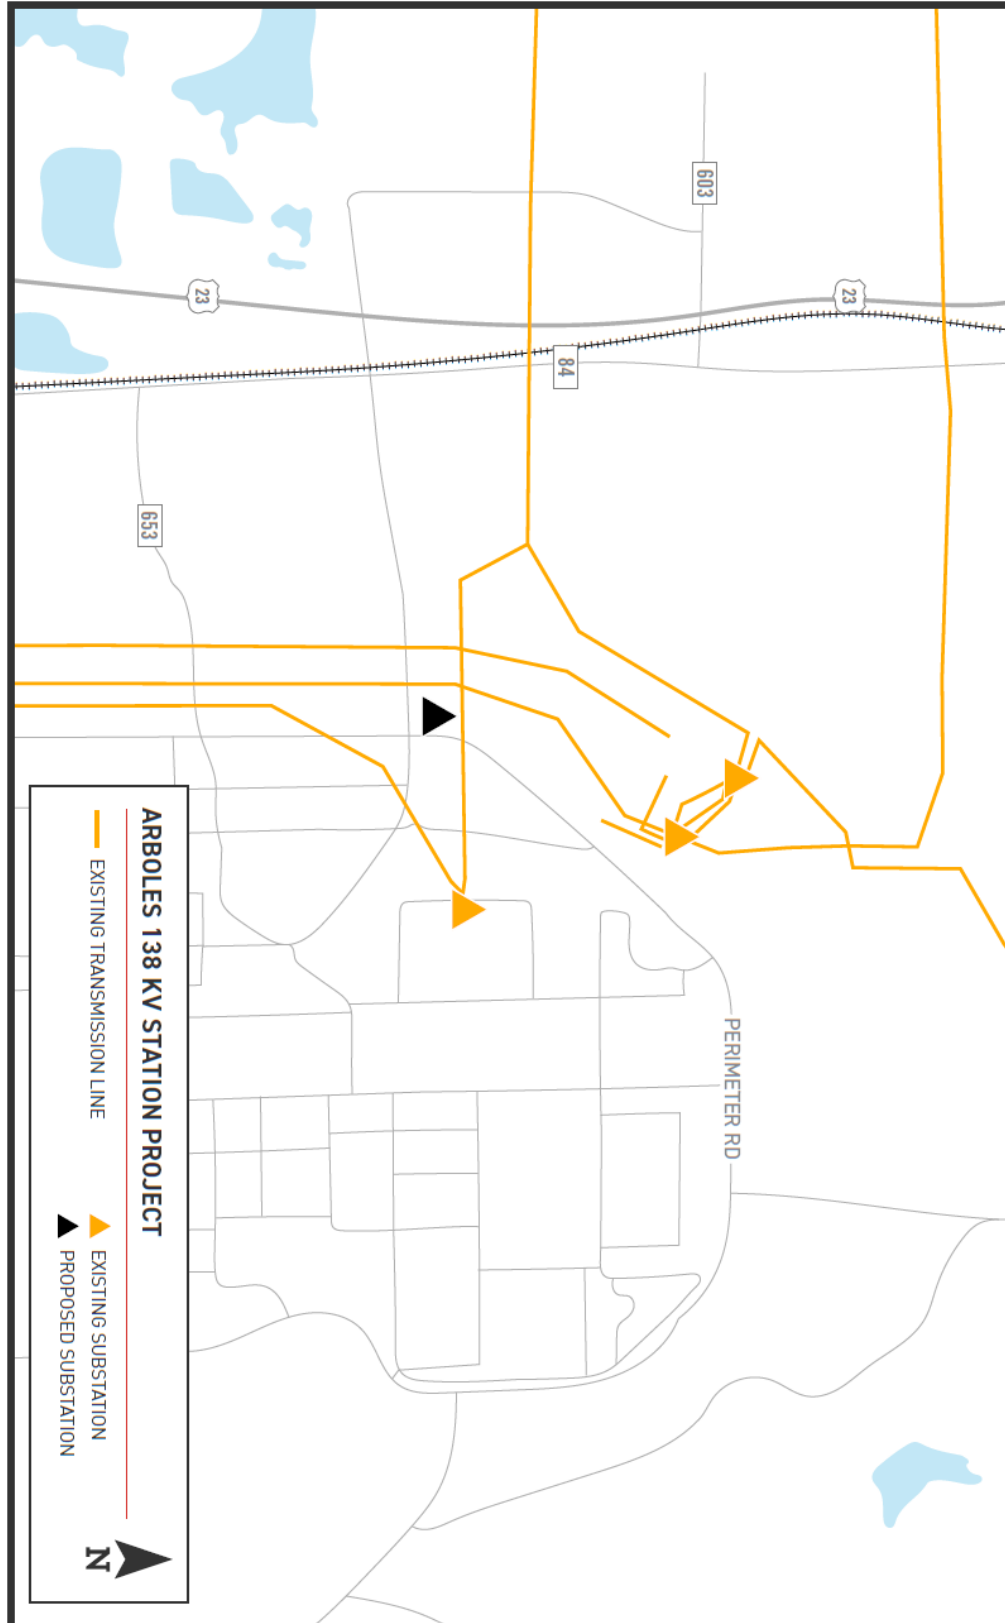 603
23
23
84
653
PERIMETER RD
ARBOLES 138 KV STATION PROJECT
EXISTING TRANSMISSION LINE
EXISTING SUBSTATION
PROPOSED SUBSTATION
N